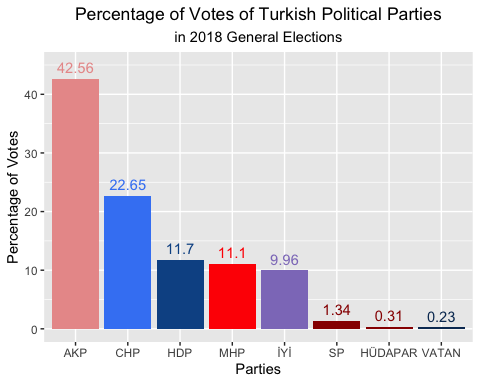 Percentage of Votes of Turkish Political Parties
in 2018 General Elections
Percentage of Votes
40
30
20
10
0
42.56
22.65
11.7
11.1
9.96
1.34
0.31
0.23
AKP CHP HDP MHP İYİ SP HÜDAPAR VATAN
Parties